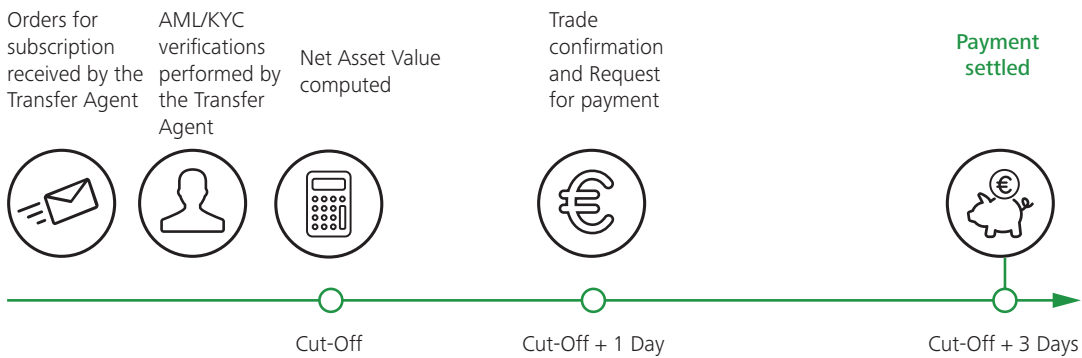 Orders for
subscription
received by the
Transfer Agent
AML/KYC
verifications
performed by
the Transfer
Agent
Net Asset Value
computed
Trade
confirmation
and Request
for payment
Payment
settled
€
€
Cut-Off
Cut-Off + 1 Day
Cut-Off + 3 Days